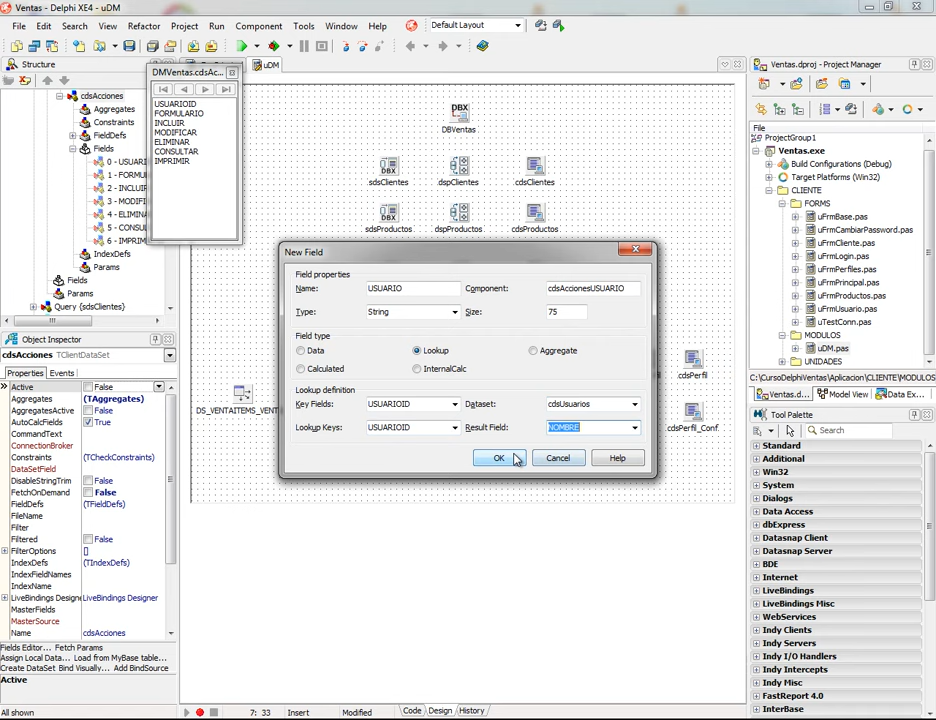 Ventas - Delphi XE4 - uDM
File Edit Search View Refactor Project Run Component Tools Window Help Default Layout
Structure
cdsAcciones
Aggregates
Constraints
FieldDefs
Fields
0 - USUARI
1 - FORMU
2 - INCLUI
3 - MODIFI
4 - ELIMIN
5 - CONSU
6 - IMPRIM
IndexDefs
Params
Fields
Params
Query (sdsClientes)
DMVentas.cdsAc...
USUARIOID
FORMULARIO
INCLUIR
MODIFICAR
ELIMINAR
CONSULTAR
IMPRIMIR
uDM
DBX
DBVentas
DBX
sdsClientes dspClientes cdsClientes
DBX
sdsProductos dspProductos cdsProductos
cdsPerfil
cdsPerfil_Conf.
DS_VENTAITEMS_VENT
New Field
Field properties
Name: USUARIO Component: cdsAccionesUSUARIO
Type: String Size: 75
Field type
Data Lookup Aggregate
Calculated InternalCalc
Lookup definition
Key Fields: USUARIOID Dataset: cdsUsuarios
Lookup Keys: USUARIOID Result Field: NOMBRE
OK Cancel Help
Object Inspector
cdsAcciones TClientDataSet
Properties Events
Active False
Aggregates (TAggregates)
AggregatesActive False
AutoCalcFields True
CommandText
ConnectionBroker
Constraints (TCheckConstraints)
DataSetField
DisableStringTrim False
FetchOnDemand False
FieldDefs (TFieldDefs)
FileName
Filter
Filtered False
FilterOptions []
IndexDefs (TIndexDefs)
IndexFieldNames
IndexName
LiveBindings Designe LiveBindings Designer
MasterFields
MasterSource
Name cdsAcciones
Fields Editor... Fetch Params
Assign Local Data... Load from MyBase table...
Create DataSet Bind Visually... Add BindSource
Active
All shown
7: 33 Insert Modified Code Design History
Ventas.dproj - Project Manager
File
ProjectGroup1
Ventas.exe
Build Configurations (Debug)
Target Platforms (Win32)
CLIENTE
FORMS
uFrmBase.pas
uFrmCambiarPassword.pas
uFrmCliente.pas
uFrmLogin.pas
uFrmPerfiles.pas
uFrmPrincipal.pas
uFrmProductos.pas
uFrmUsuario.pas
uTestConn.pas
MODULOS
uDM.pas
UNIDADES
C:\CursoDelphiVentas\Aplicacion\CLIENTE\MODULOS
Ventas.d... Model View Data Ex...
Tool Palette
Search
Standard
Additional
Win32
System
Dialogs
Data Access
dbExpress
Datasnap Client
Datasnap Server
BDE
Internet
LiveBindings
LiveBindings Misc
WebServices
Indy Clients
Indy Servers
Indy I/O Handlers
Indy Intercepts
Indy Misc
FastReport 4.0
InterBase